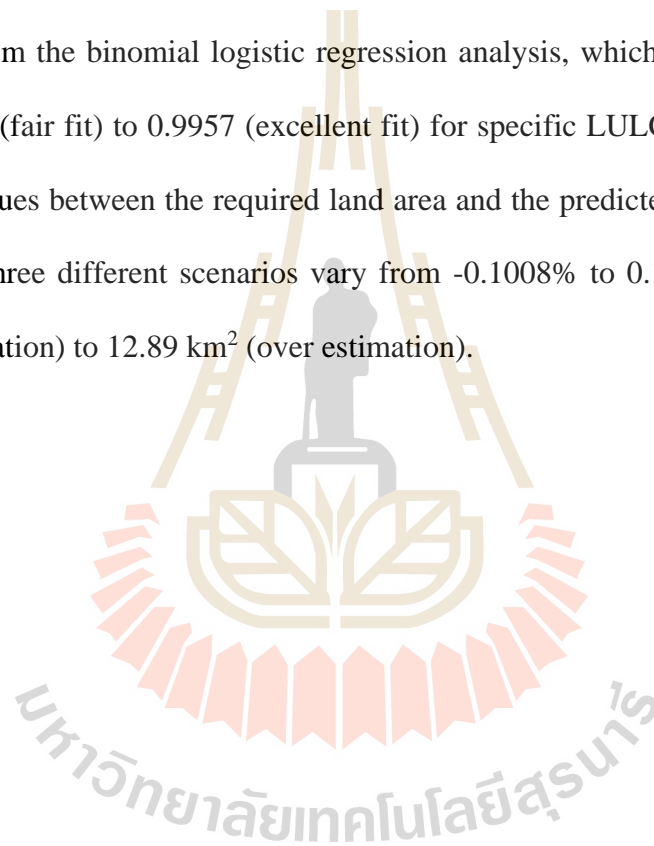 m the binomial logistic regression analysis, which
(fair fit) to 0.9957 (excellent fit) for specific LULC
ues between the required land area and the predicte
hree different scenarios vary from -0.1008% to 0.
ation) to 12.89 km² (over estimation).
มหาวิทยาลัยเทคโนโลยีสุรนารี